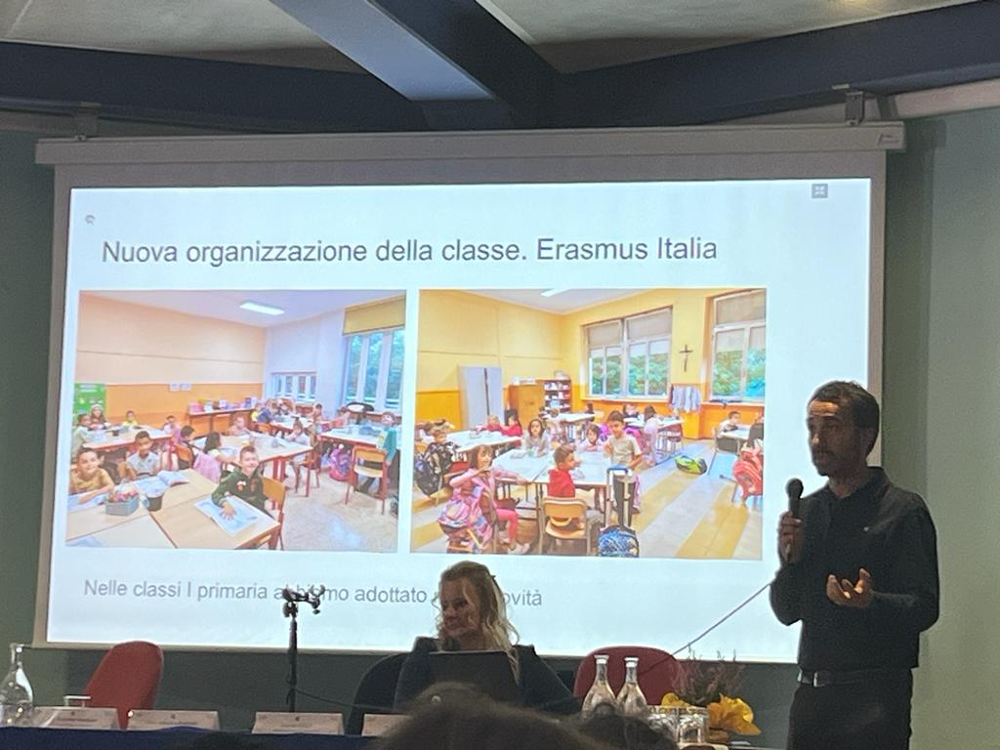 Nuova organizzazione della classe. Erasmus Italia
Nelle classi I primaria abbiamo adottato